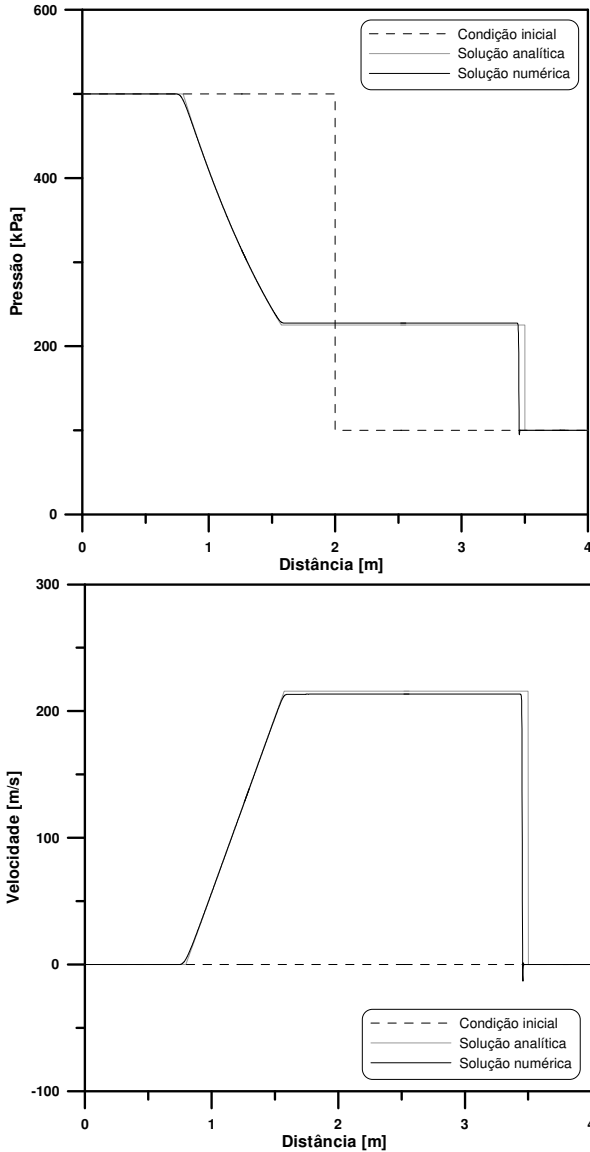 600
Condição inicial
Solução analítica
Solução numérica
400
Pressão [kPa]
200
0
0 1 2 3 4
Distância [m]
300
200
Velocidade [m/s]
100
0
Condição inicial
Solução analítica
Solução numérica
-100
0 1 2 3 4
Distância [m]